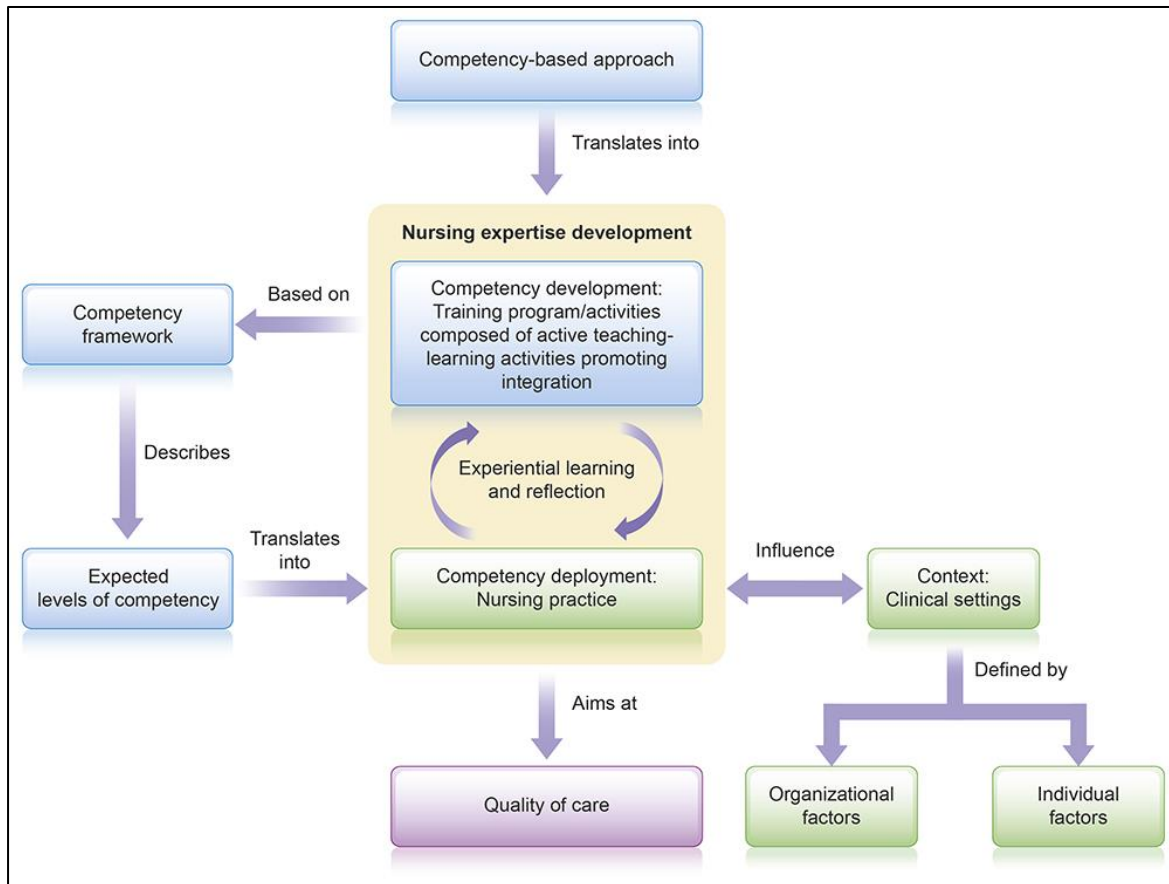 Competency-based approach
Translates into
Nursing expertise development
Competency development:
Training program/activities
composed of active teaching-
learning activities promoting
integration
Based on
Competency
framework
Describes
Experiential learning
and reflection
Expected
levels of competency
Translates
into
Competency deployment:
Nursing practice
Influence
Context:
Clinical settings
Defined by
Aims at
Quality of care
Organizational
factors
Individual
factors